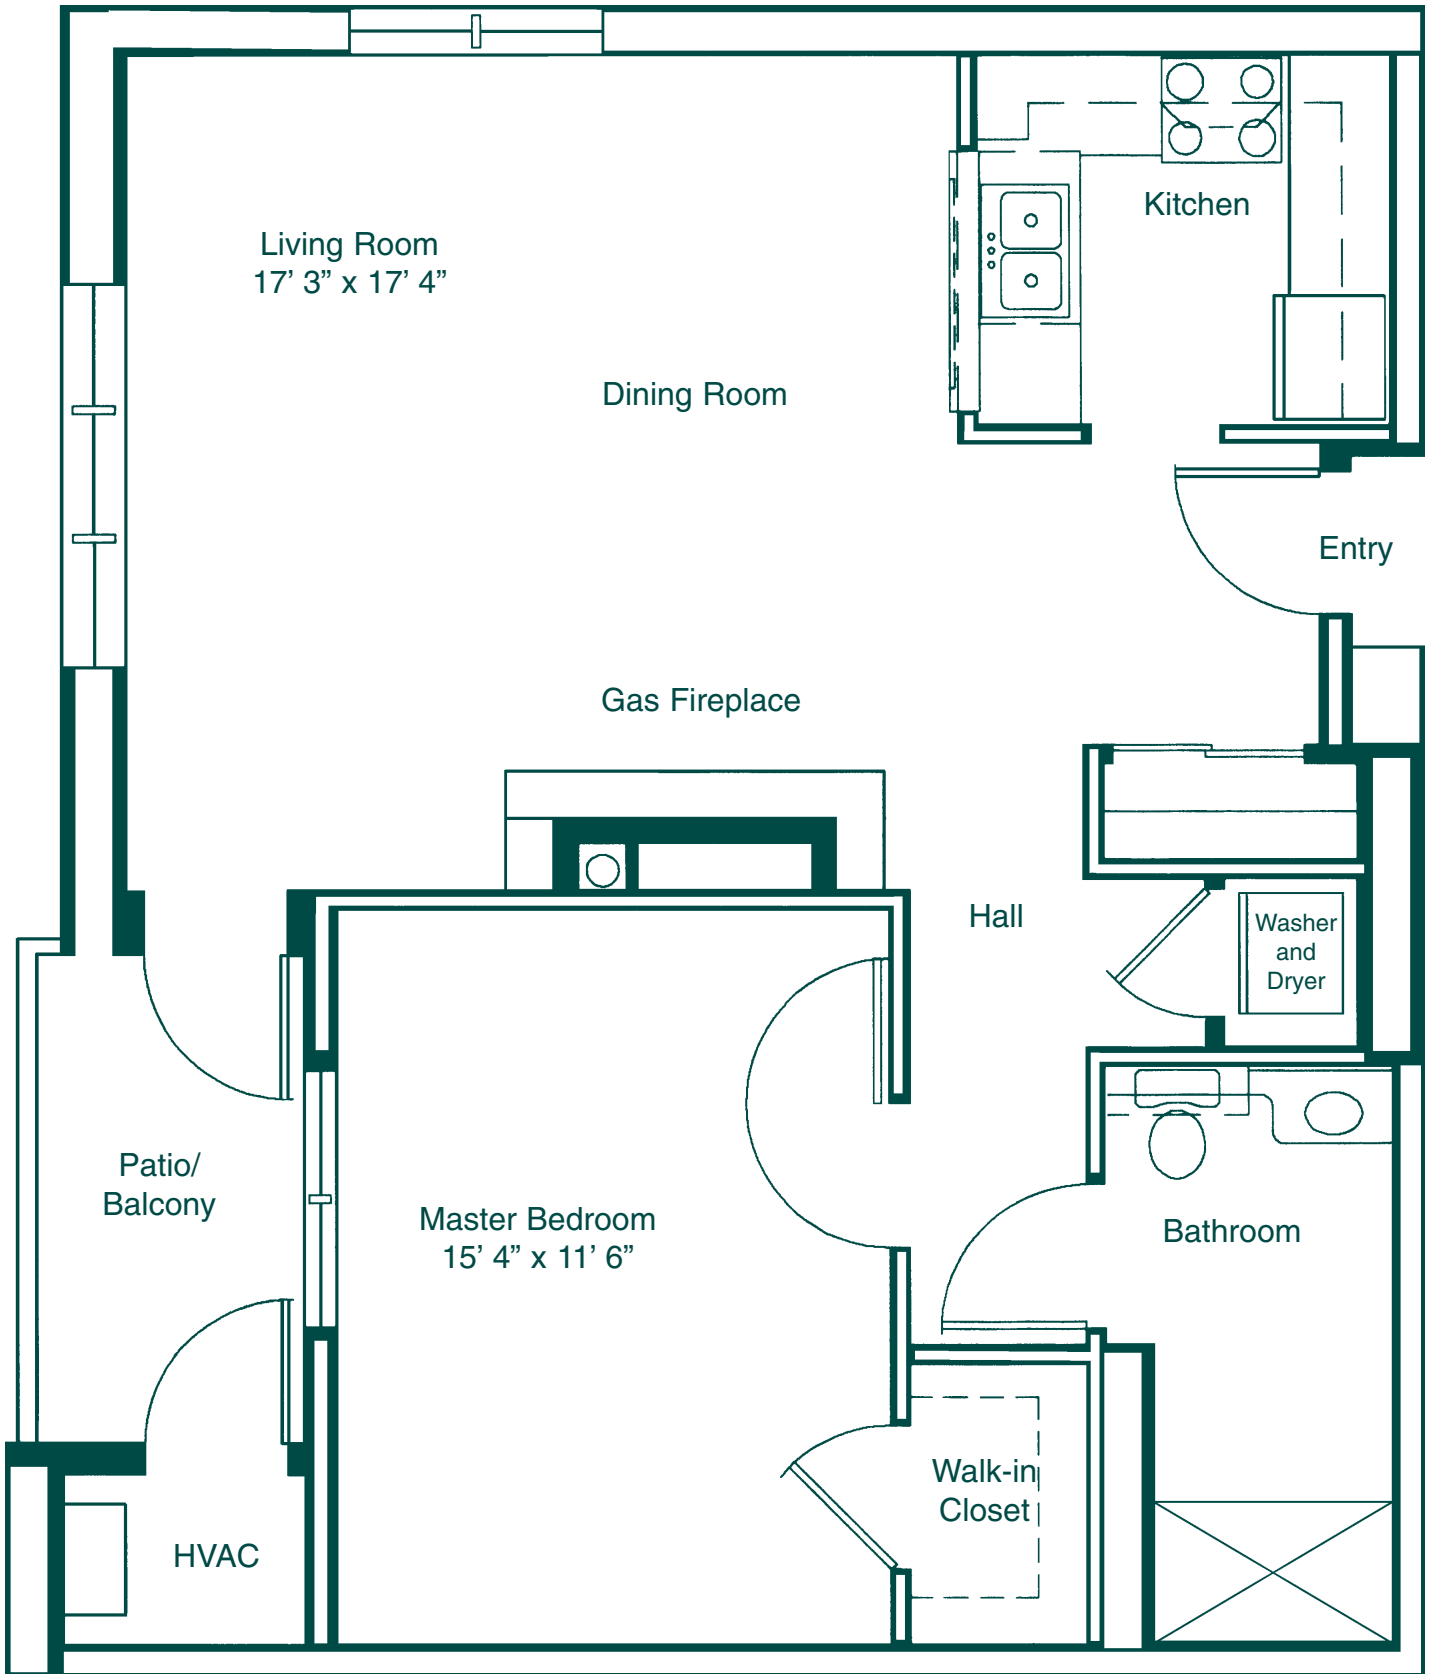 Kitchen
Living Room
17’ 3” x 17’ 4”
Dining Room
Entry
Gas Fireplace
Hall
Washer
and
Dryer
Patio/
Balcony
Master Bedroom
15’ 4” x 11’ 6”
Bathroom
Walk-in
Closet
HVAC